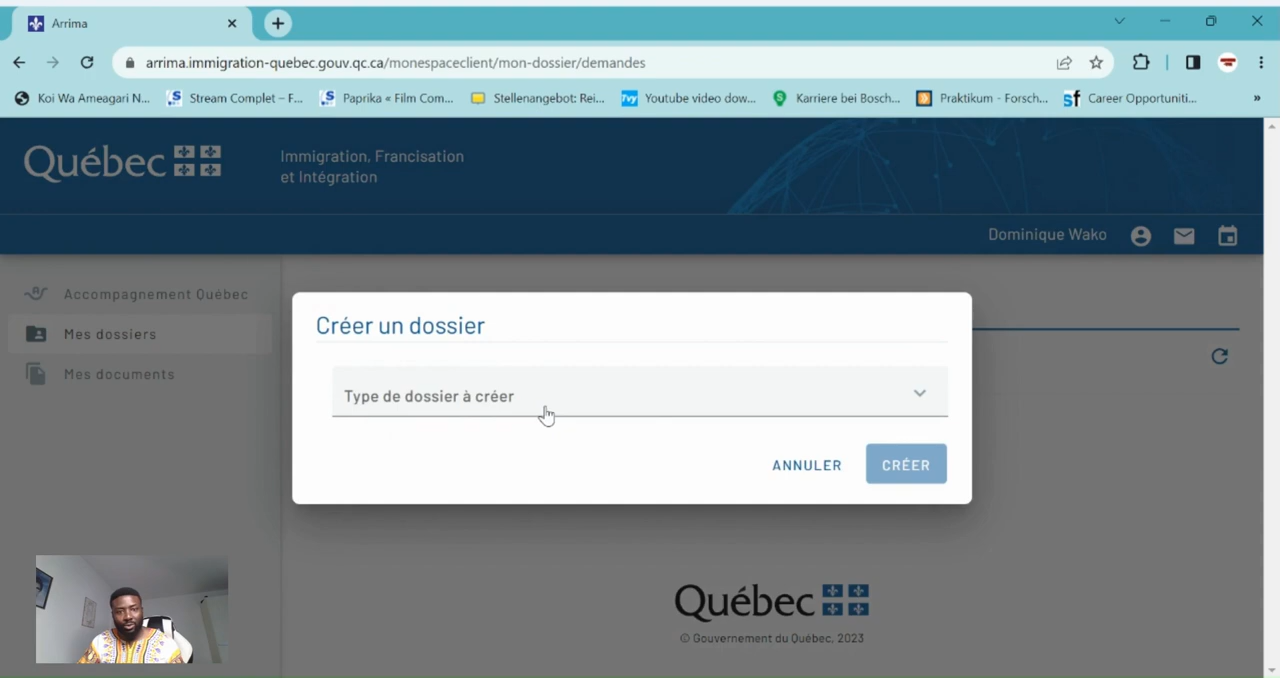 Arrima
arrima.immigration-quebec.gouv.qc.ca/monespaceclient/mon-dossier/demandes
Koi Wa Ameagari N...
Stream Complet – F...
Paprika « Film Com...
Stellenangebot: Rei...
Youtube video dow...
Karriere bei Bosch...
Praktikum - Forsch...
Career Opportuniti...
»
Québec
Immigration, Francisation
et Intégration
Dominique Wako
Accompagnement Québec
Mes dossiers
Mes documents
Créer un dossier
Type de dossier à créer
ANNULER
CRÉER
Québec
© Gouvernement du Québec, 2023